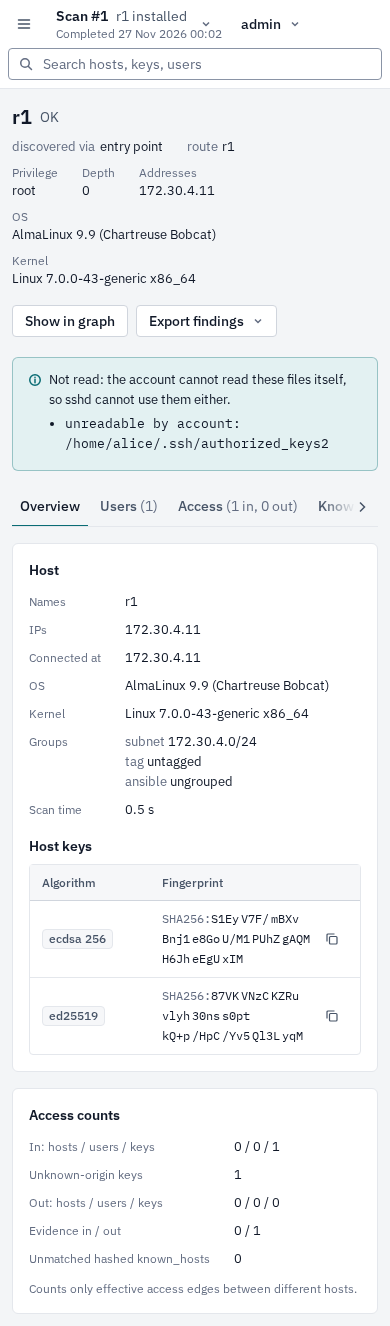 Scan #1 r1 installed
Completed 27 Nov 2026 00:02
admin
Search hosts, keys, users
r1 OK
discovered via entry point route r1
Privilege Depth Addresses
root 0 172.30.4.11
OS
AlmaLinux 9.9 (Chartreuse Bobcat)
Kernel
Linux 7.0.0-43-generic x86_64
Show in graph Export findings
Not read: the account cannot read these files itself,
so sshd cannot use them either.
• unreadable by account:
/home/alice/.ssh/authorized_keys2
Overview Users (1) Access (1 in, 0 out) Know
Host
Names r1
IPs 172.30.4.11
Connected at 172.30.4.11
OS AlmaLinux 9.9 (Chartreuse Bobcat)
Kernel Linux 7.0.0-43-generic x86_64
Groups subnet 172.30.4.0/24
tag untagged
ansible ungrouped
Scan time 0.5 s
Host keys
Algorithm Fingerprint
SHA256:S1EyV7F/mBXv
ecdsa 256 Bnj1e8GoU/M1PUhZgAQM
H6JheEgUxIM
SHA256:87VKVNzCKZRu
ed25519 vlyh30nss0pt
kQ+p/HpC/Yv5Ql3LyqM
Access counts
In: hosts / users / keys 0 / 0 / 1
Unknown-origin keys 1
Out: hosts / users / keys 0 / 0 / 0
Evidence in / out 0 / 1
Unmatched hashed known_hosts 0
Counts only effective access edges between different hosts.